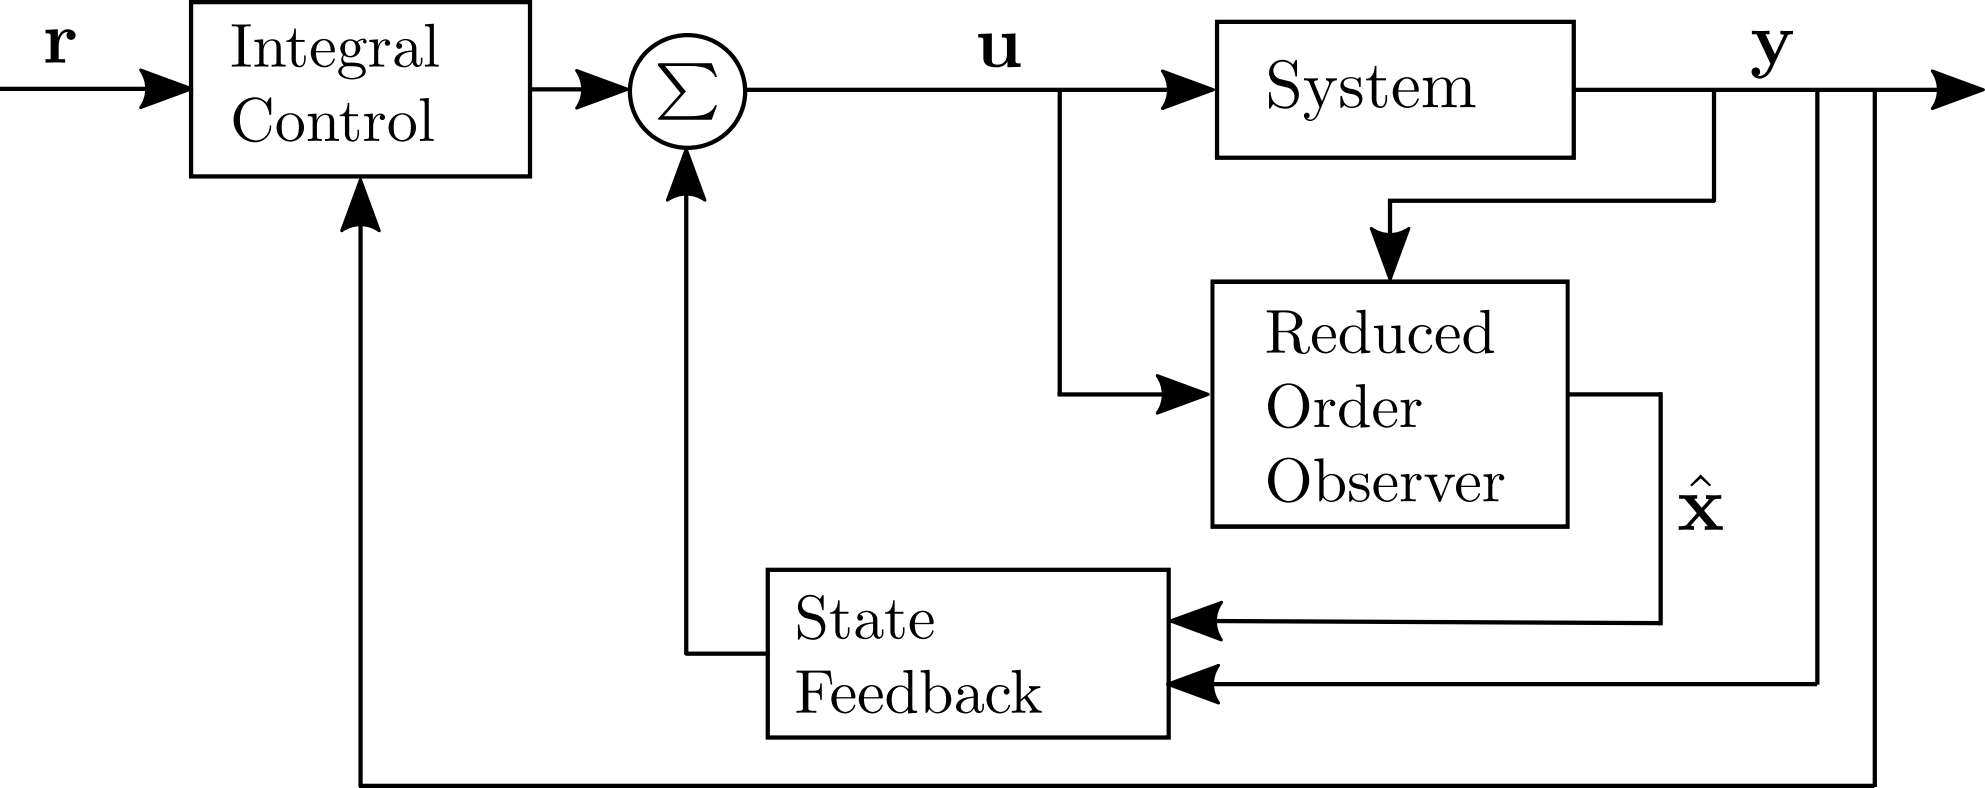 r
Integral
Control
∑
u
System
y
Reduced
Order
Observer
x̂
State
Feedback